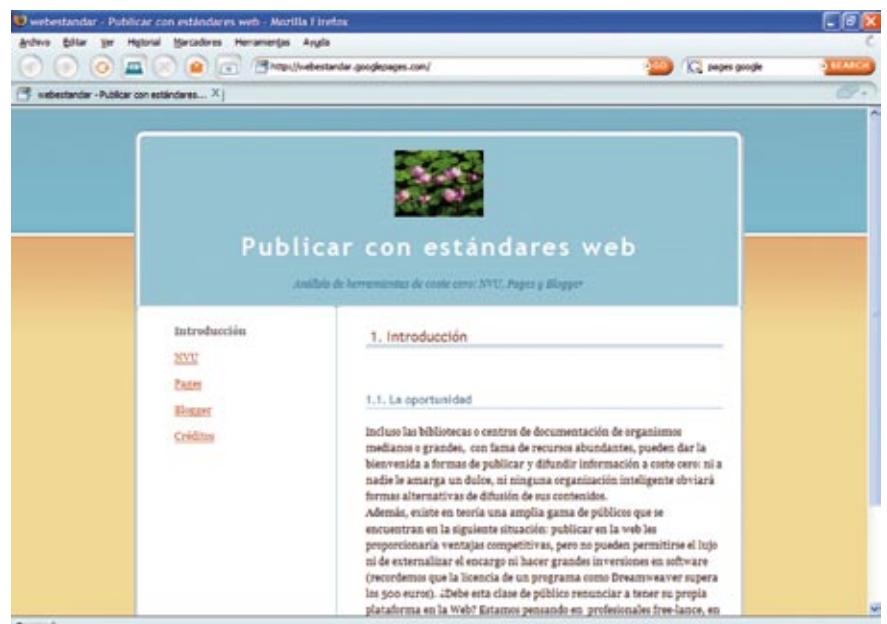 webestandar - Publicar con estándares web - Mozilla Firefox
Archivo Editar Ver Historial Marcadores Herramientas Ayuda
http://webestandar.googlepages.com/ GO pages google SEARCH
webestandar - Publicar con estándares... X
Publicar con estándares web
Análisis de herramientas de coste cero: NVU, Pages y Blogger
Introducción
NVU
Pages
Blogger
Créditos
1. Introducción
1.1. La oportunidad
Incluso las bibliotecas o centros de documentación de organismos
medianos o grandes, con fama de recursos abundantes, pueden dar la
bienvenida a formas de publicar y difundir información a coste cero: ni a
nadie le amarga un dulce, ni ninguna organización inteligente obviará
formas alternativas de difusión de sus contenidos.
Además, existe en teoría una amplia gama de públicos que se
encuentran en la siguiente situación: publicar en la web les
proporcionaría ventajas competitivas, pero no pueden permitirse el lujo
ni de externalizar el encargo ni hacer grandes inversiones en software
(recordemos que la licencia de un programa como Dreamweaver supera
los 500 euros). ¿Debe esta clase de público renunciar a tener su propia
plataforma en la Web? Estamos pensando en profesionales free-lance, en